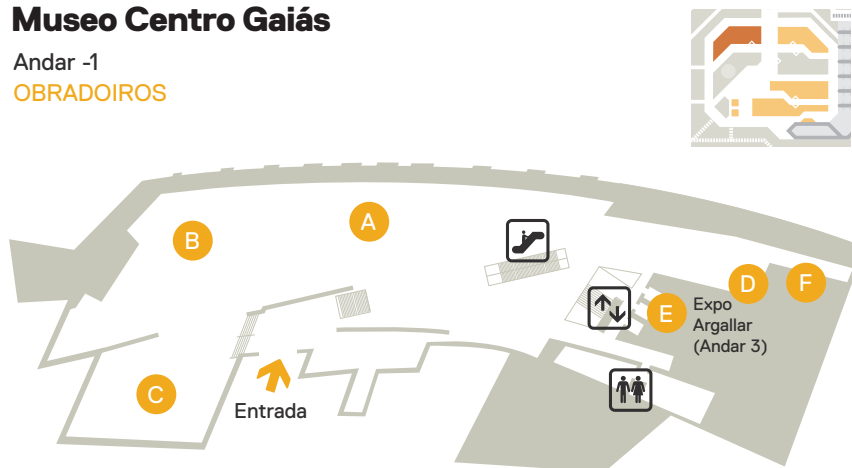 Museo Centro Gaiás
Andar -1
OBRADOIROS
A
B
D
F
E
Expo
Argallar
(Andar 3)
C
Entrada